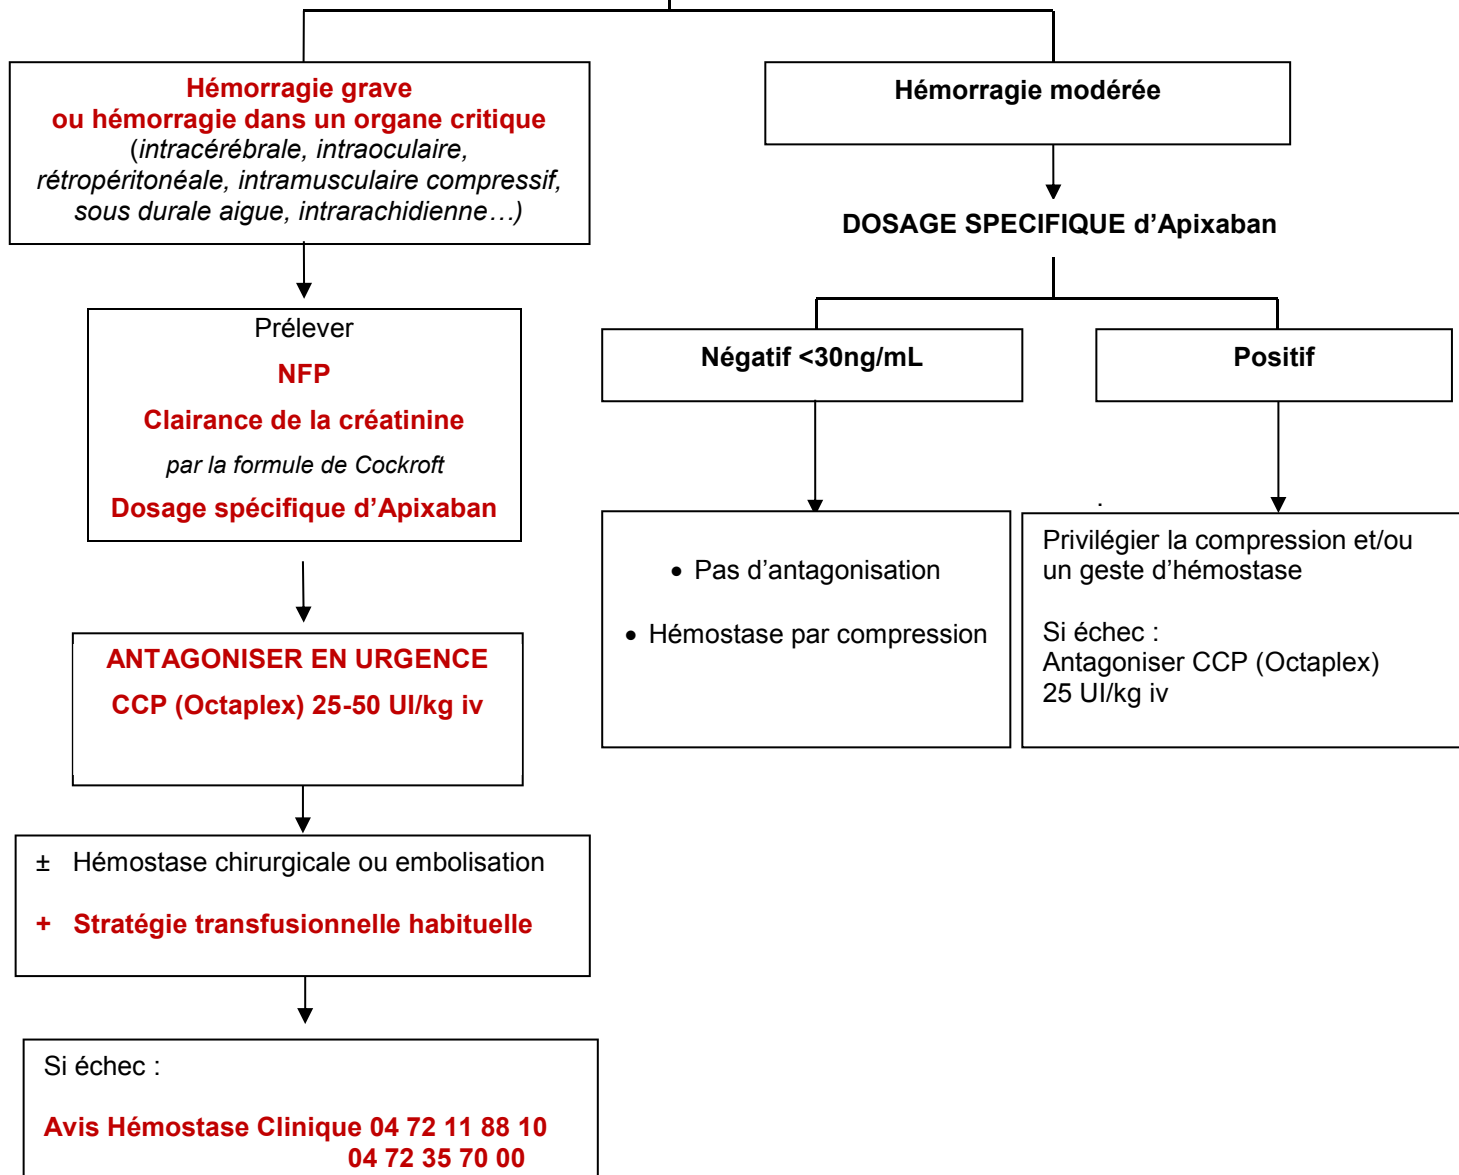 Hémorragie grave
ou hémorragie dans un organe critique
(intracérébrale, intraoculaire,
rétropéritonéale, intramusculaire compressif,
sous durale aigue, intrarachidienne…)
Prélever
NFP
Clairance de la créatinine
par la formule de Cockroft
Dosage spécifique d’Apixaban
ANTAGONISER EN URGENCE
CCP (Octaplex) 25-50 UI/kg iv
± Hémostase chirurgicale ou embolisation
+ Stratégie transfusionnelle habituelle
Si échec :
Avis Hémostase Clinique 04 72 11 88 10
04 72 35 70 00
Hémorragie modérée
DOSAGE SPECIFIQUE d’Apixaban
Négatif <30ng/mL
• Pas d’antagonisation
• Hémostase par compression
Positif
.
Privilégier la compression et/ou
un geste d’hémostase
Si échec :
Antagoniser CCP (Octaplex)
25 UI/kg iv